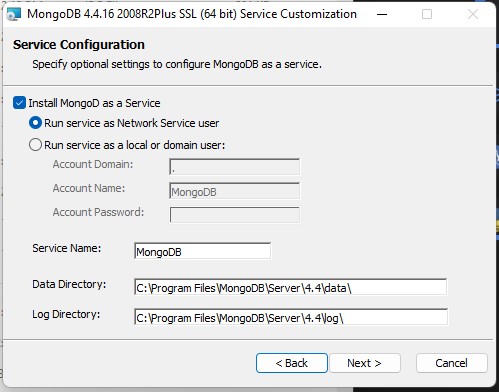 MongoDB 4.4.16 2008R2Plus SSL (64 bit) Service Customization
Service Configuration
Specify optional settings to configure MongoDB as a service.
Install MongoD as a Service
Run service as Network Service user
Run service as a local or domain user:
Account Domain: .
Account Name: MongoDB
Account Password:
Service Name: MongoDB
Data Directory: C:\Program Files\MongoDB\Server\4.4\data\
Log Directory: C:\Program Files\MongoDB\Server\4.4\log\
< Back Next > Cancel